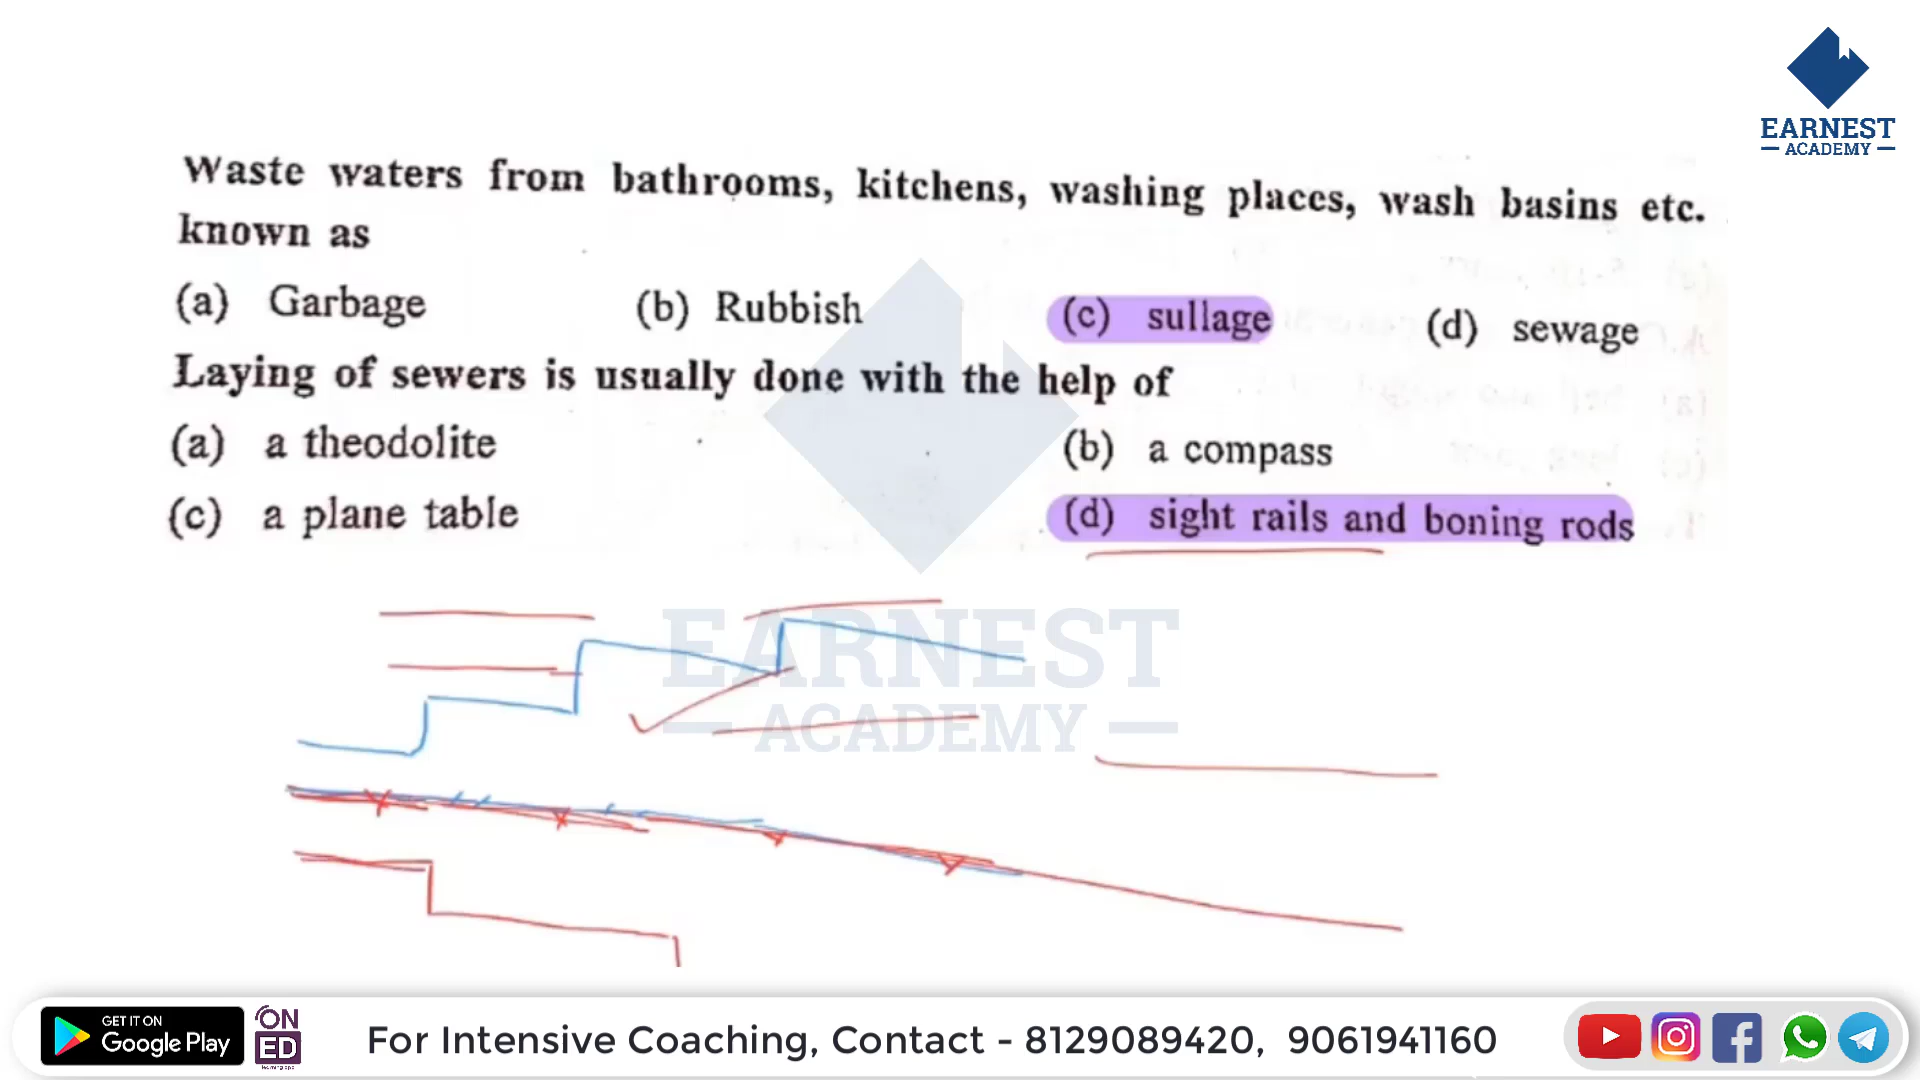 EARNEST
ACADEMY
Waste waters from bathrooms, kitchens, washing places, wash basins etc.
known as
(a) Garbage (b) Rubbish (c) sullage (d) sewage
Laying of sewers is usually done with the help of
(a) a theodolite (b) a compass
(c) a plane table (d) sight rails and boning rods
EARNEST
ACADEMY
GET IT ON
Google Play
ON
ED
For Intensive Coaching, Contact - 8129089420, 9061941160